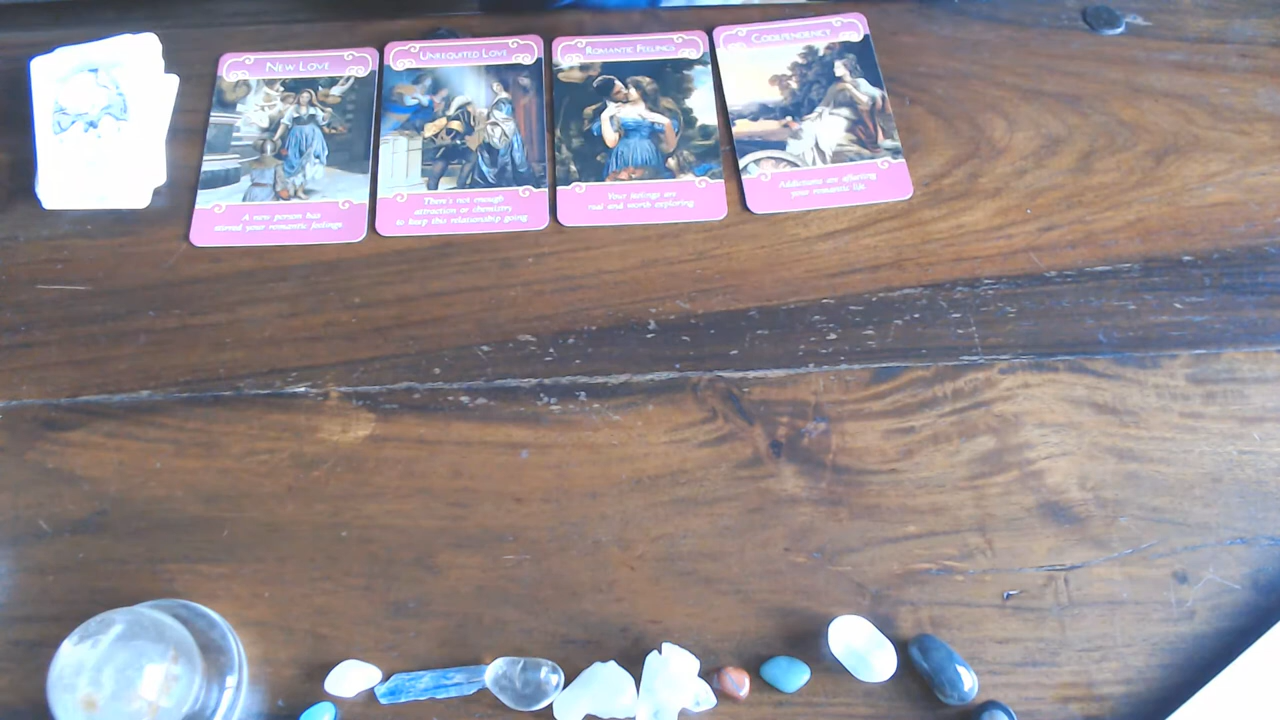 NEW LOVE
A new person has
stirred your romantic feelings
UNREQUITED LOVE
There's not enough
attraction or chemistry
to keep this relationship going
ROMANTIC FEELINGS
Your feelings are
real and worth exploring
CODEPENDENCY
Addictions are affecting
your romantic life